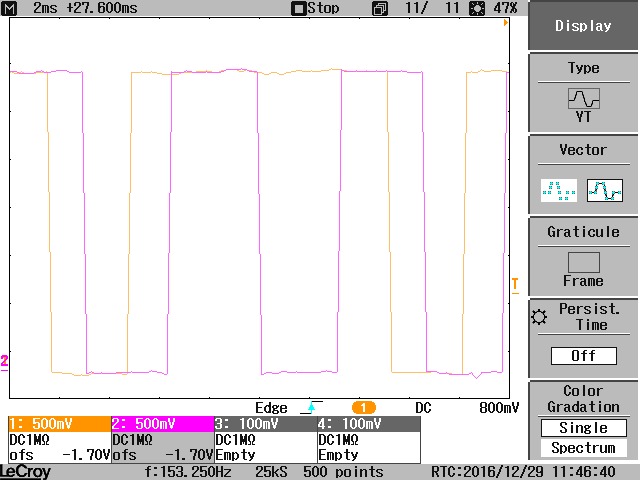 M 2ms +27.600ms Stop 11/ 11 47%
Display
Type
YT
Vector
Graticule
Frame
Persist.
Time
Off
Color
Gradation
Single
Spectrum
T
2
Edge 1 DC 800mV
1: 500mV 2: 500mV 3: 100mV 4: 100mV
DC1MΩ DC1MΩ DC1MΩ DC1MΩ
ofs -1.70V ofs -1.70V Empty Empty
LeCroy f:153.250Hz 25kS 500 points RTC:2016/12/29 11:46:40